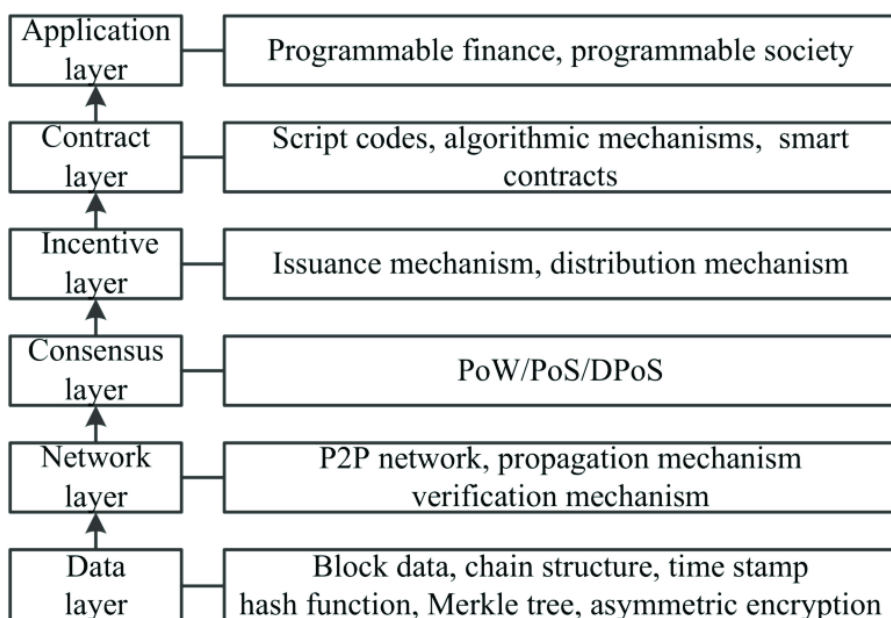 Application
layer
Programmable finance, programmable society
Contract
layer
Script codes, algorithmic mechanisms, smart
contracts
Incentive
layer
Issuance mechanism, distribution mechanism
Consensus
layer
PoW/PoS/DPoS
Network
layer
P2P network, propagation mechanism
verification mechanism
Data
layer
Block data, chain structure, time stamp
hash function, Merkle tree, asymmetric encryption